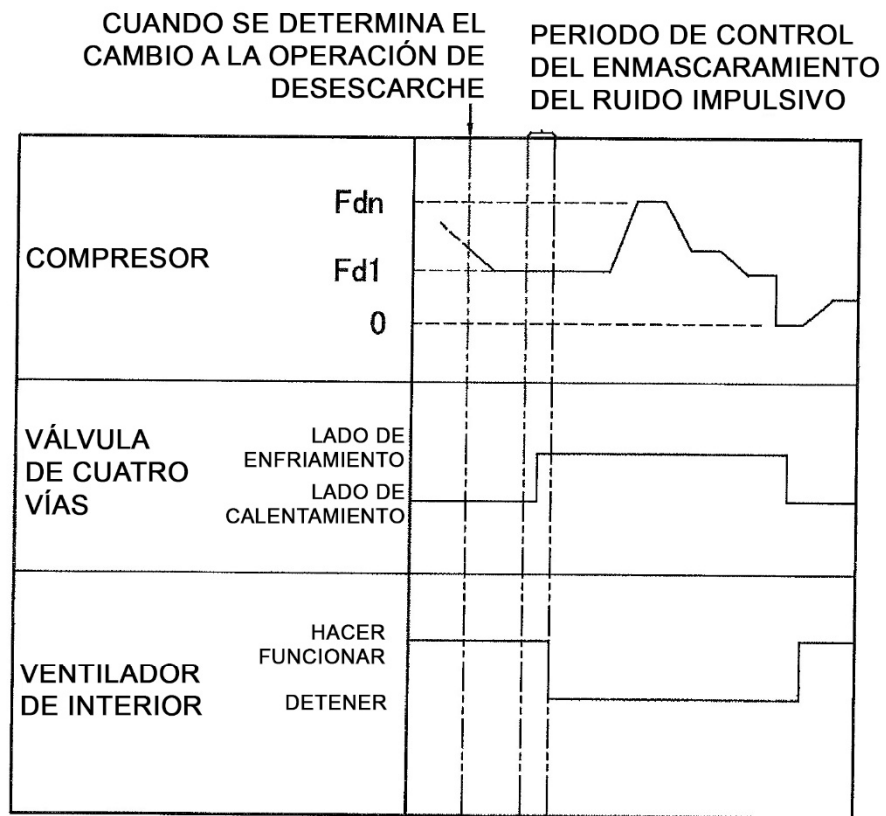 CUANDO SE DETERMINA EL
CAMBIO A LA OPERACIÓN DE
DESESCARCHE
PERIODO DE CONTROL
DEL ENMASCARAMIENTO
DEL RUIDO IMPULSIVO
COMPRESOR
Fdn
Fd1
0
VÁLVULA
DE CUATRO
VÍAS
LADO DE
ENFRIAMIENTO
LADO DE
CALENTAMIENTO
VENTILADOR
DE INTERIOR
HACER
FUNCIONAR
DETENER